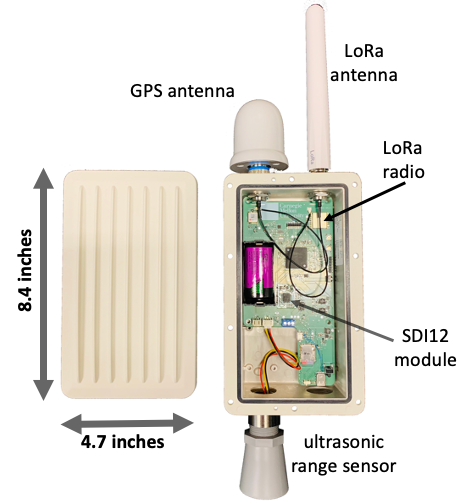 LoRa
antenna
GPS antenna
LoRa
radio
8.4 inches
SDI12
module
4.7 inches
ultrasonic
range sensor